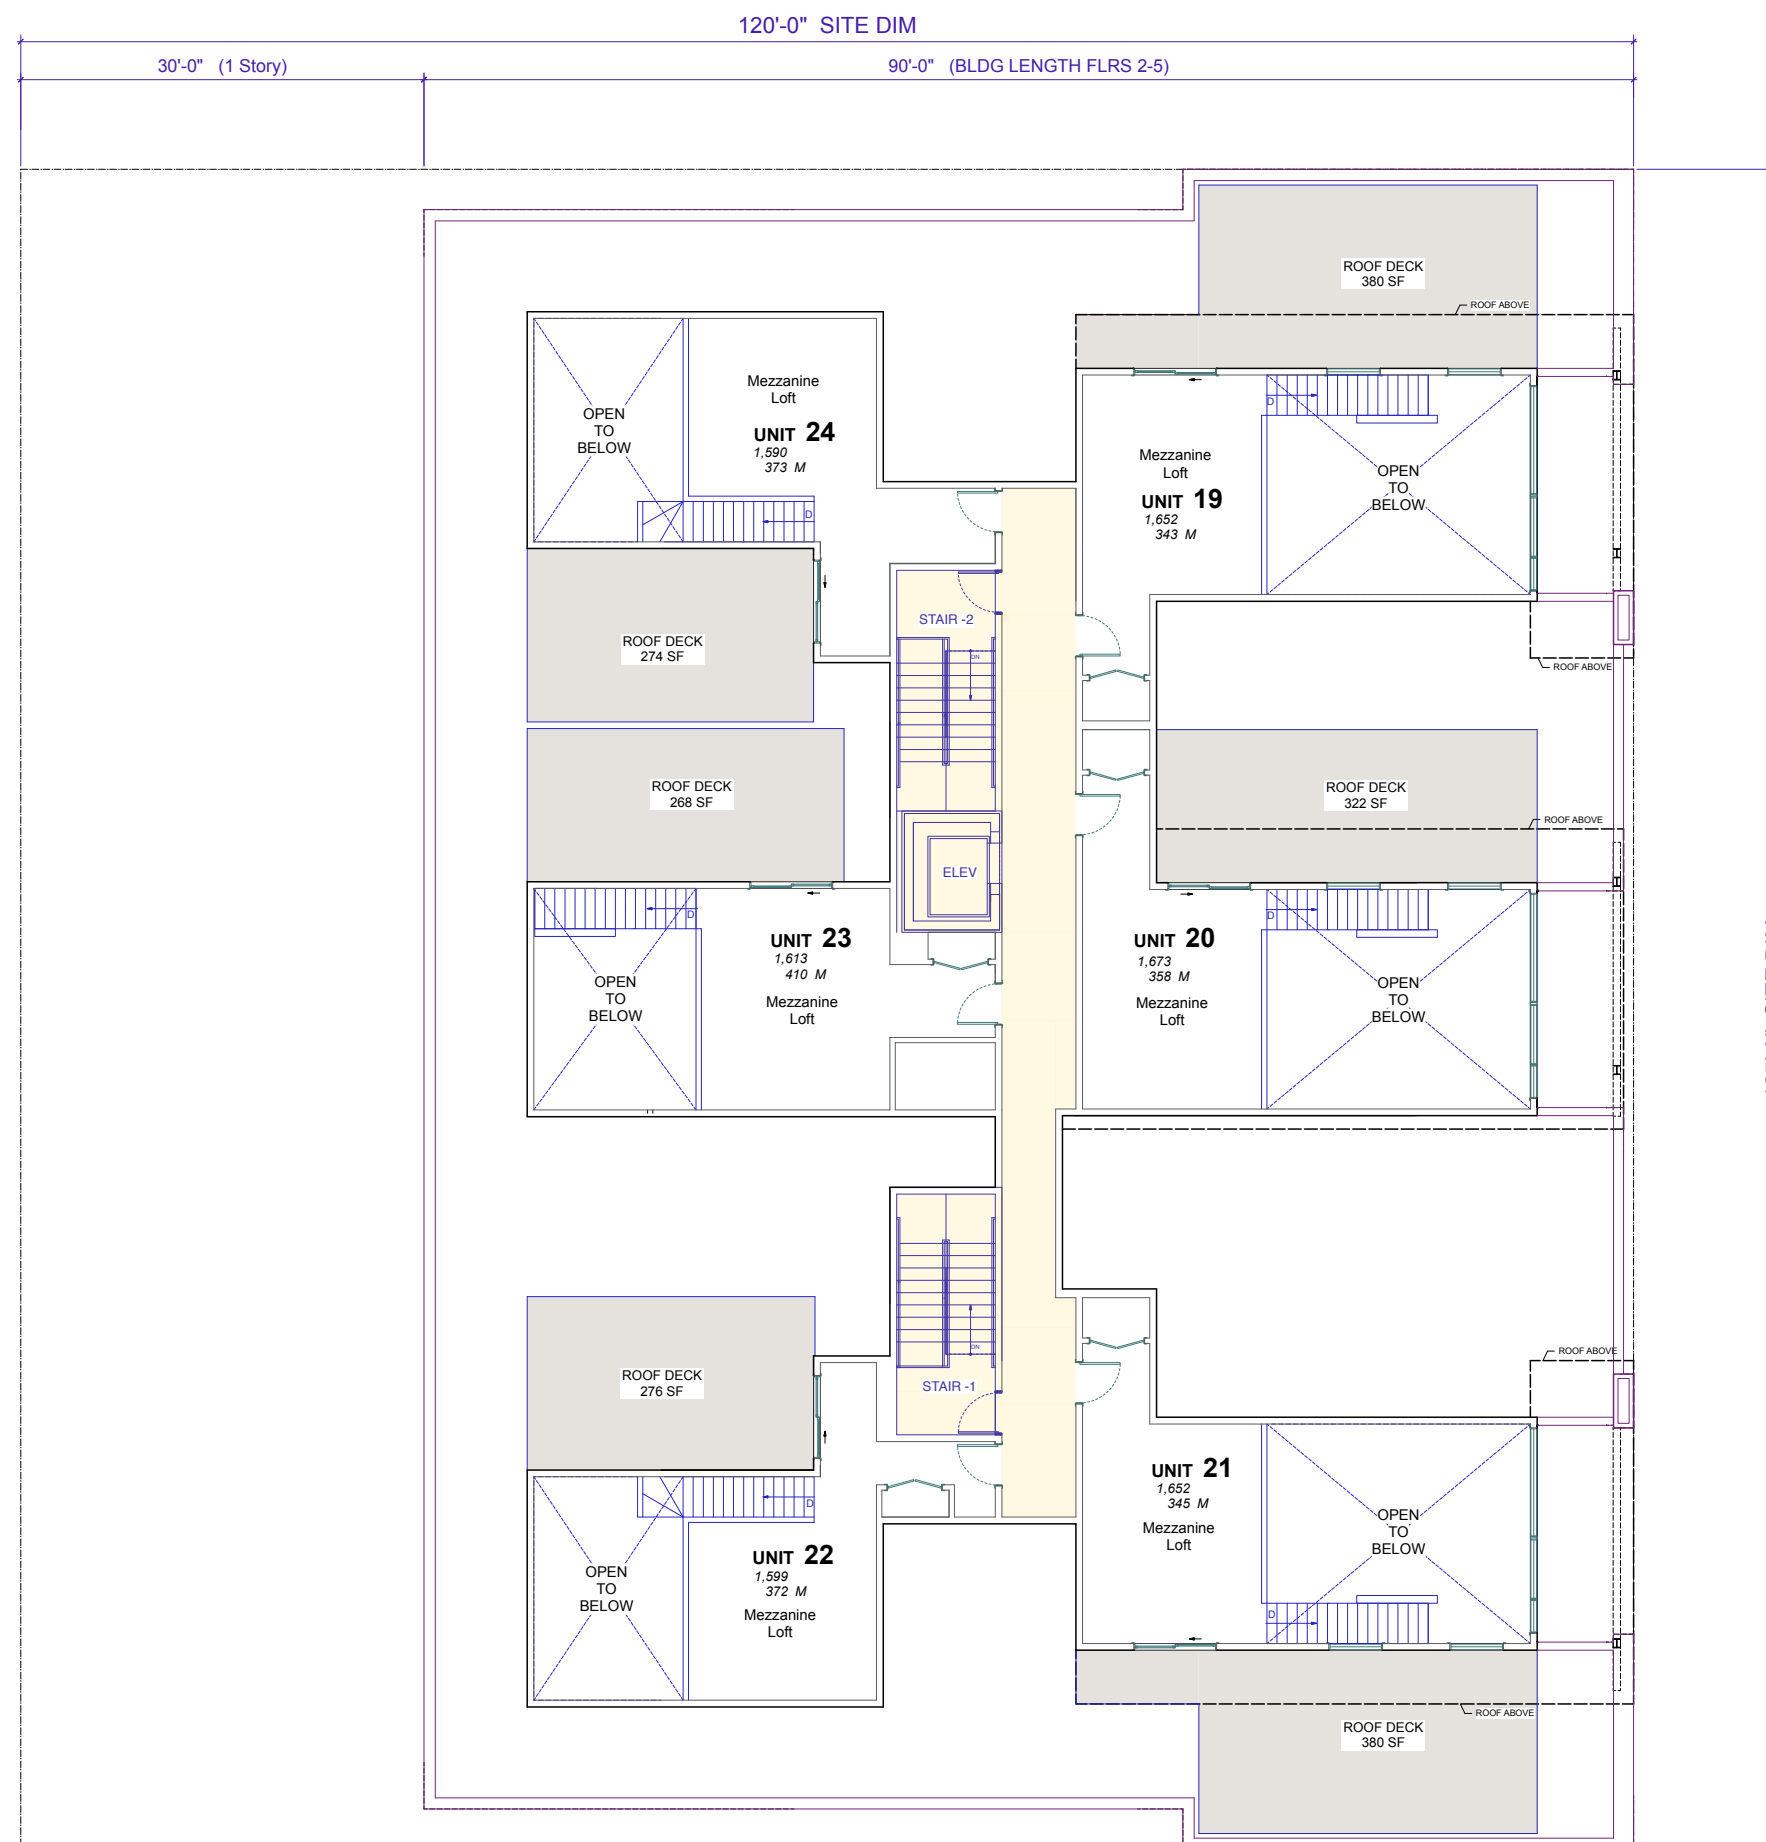 120'-0" SITE DIM
30'-0" (1 Story)
90'-0" (BLDG LENGTH FLRS 2-5)
ROOF DECK
380 SF
ROOF ABOVE
Mezzanine
Loft
UNIT 24
1,590
373 M
OPEN
TO
BELOW
D
D
Mezzanine
Loft
UNIT 19
1,652
343 M
OPEN
TO
BELOW
STAIR -2
DN
ROOF DECK
274 SF
ROOF ABOVE
ROOF DECK
268 SF
ROOF DECK
322 SF
ROOF ABOVE
ELEV
D
UNIT 23
1,613
410 M
Mezzanine
Loft
OPEN
TO
BELOW
D
UNIT 20
1,673
358 M
Mezzanine
Loft
OPEN
TO
BELOW
DN
STAIR -1
ROOF ABOVE
ROOF DECK
276 SF
D
UNIT 22
1,599
372 M
Mezzanine
Loft
OPEN
TO
BELOW
UNIT 21
1,652
345 M
Mezzanine
Loft
OPEN
TO
BELOW
D
ROOF ABOVE
ROOF DECK
380 SF